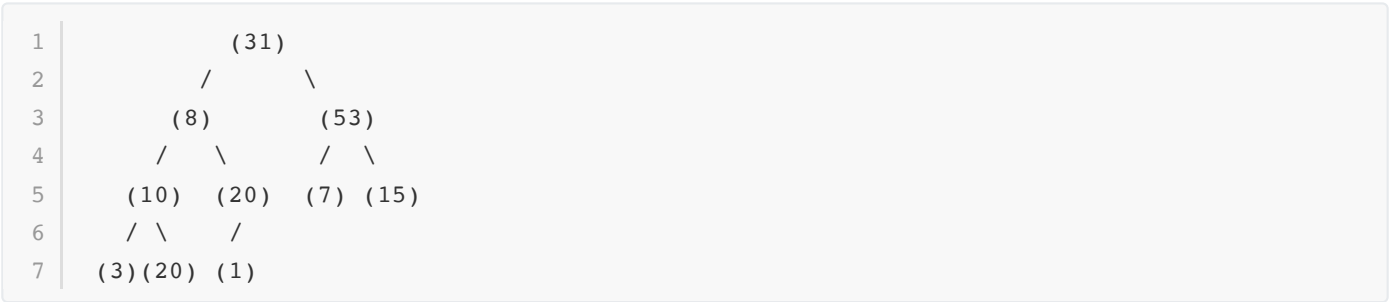 1           (31)
2         /      \
3       (8)       (53)
4      /   \      /  \
5    (10)  (20)  (7) (15)
6    / \    /
7  (3)(20) (1)